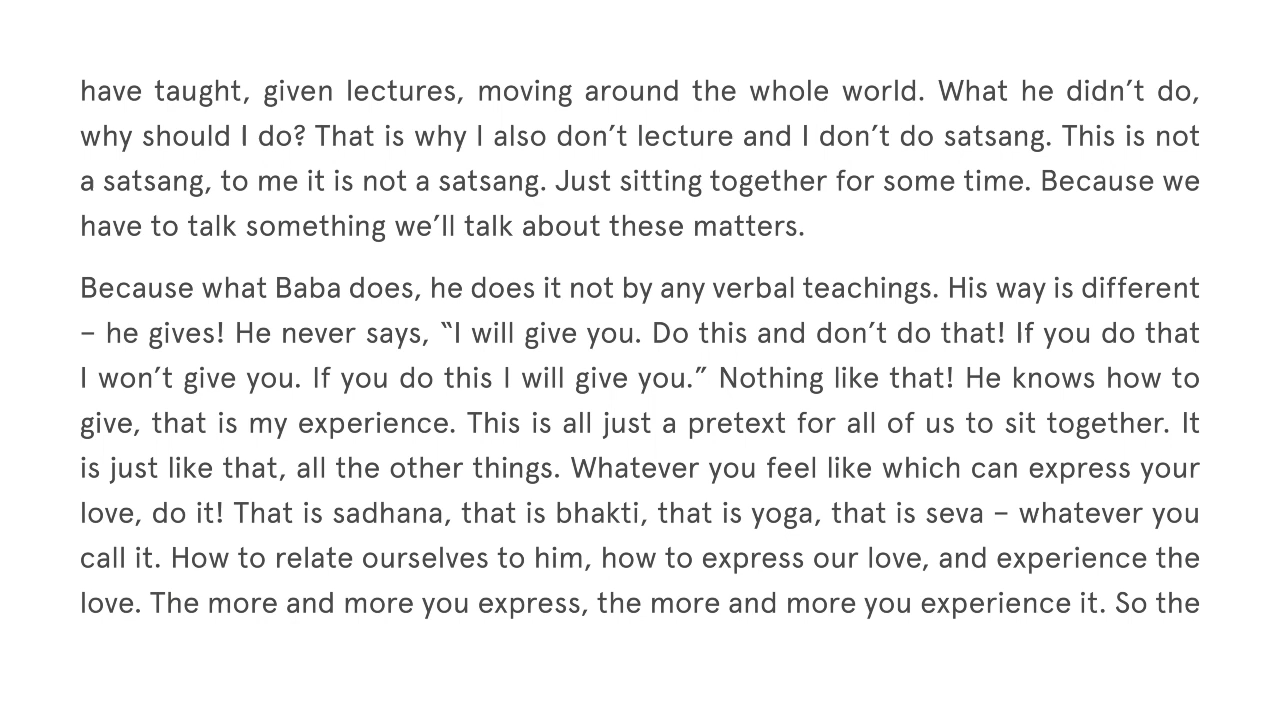 have taught, given lectures, moving around the whole world. What he didn’t do,
why should I do? That is why I also don’t lecture and I don’t do satsang. This is not
a satsang, to me it is not a satsang. Just sitting together for some time. Because we
have to talk something we’ll talk about these matters.
Because what Baba does, he does it not by any verbal teachings. His way is different
– he gives! He never says, “I will give you. Do this and don’t do that! If you do that
I won’t give you. If you do this I will give you.” Nothing like that! He knows how to
give, that is my experience. This is all just a pretext for all of us to sit together. It
is just like that, all the other things. Whatever you feel like which can express your
love, do it! That is sadhana, that is bhakti, that is yoga, that is seva – whatever you
call it. How to relate ourselves to him, how to express our love, and experience the
love. The more and more you express, the more and more you experience it. So the